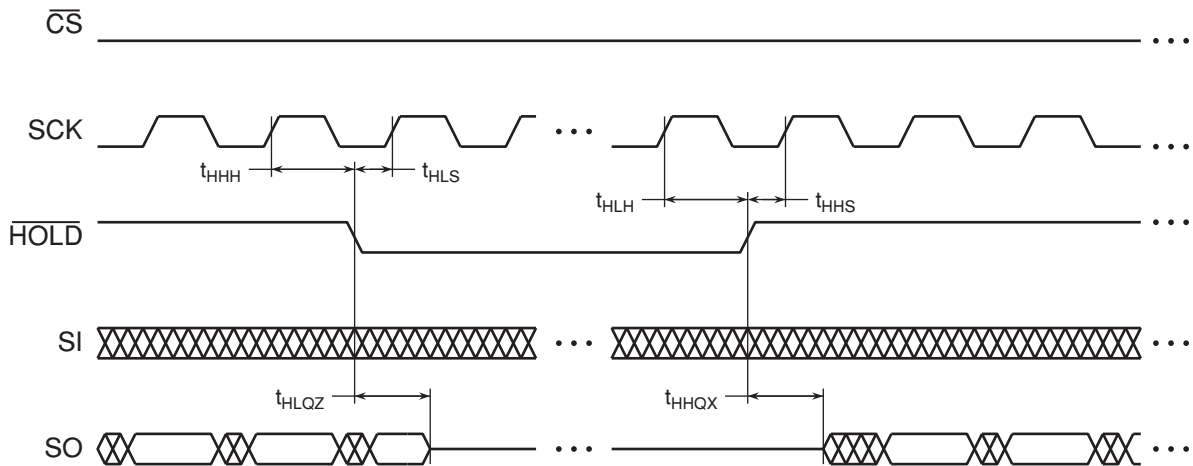 CS
SCK
tHHH tHLS
tHLH tHHS
HOLD
SI
tHLQZ tHHQX
SO